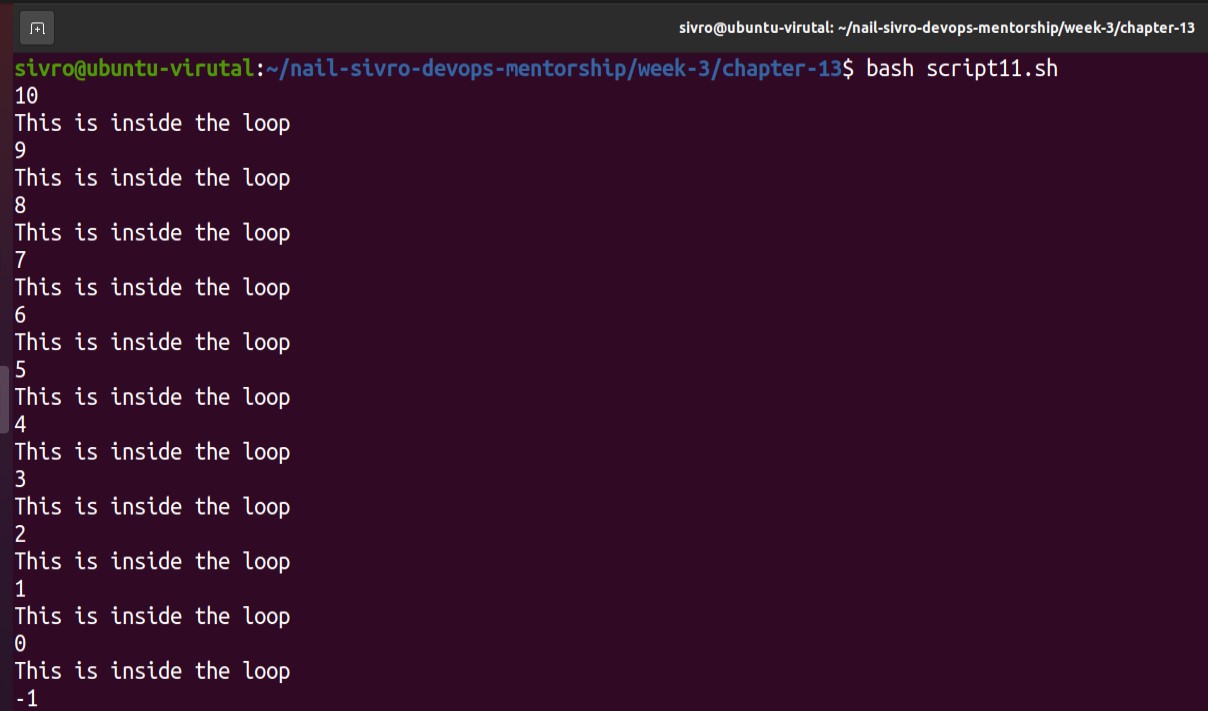 sivro@ubuntu-virutal: ~/nail-sivro-devops-mentorship/week-3/chapter-13
sivro@ubuntu-virutal:~/nail-sivro-devops-mentorship/week-3/chapter-13$ bash script11.sh
10
This is inside the loop
9
This is inside the loop
8
This is inside the loop
7
This is inside the loop
6
This is inside the loop
5
This is inside the loop
4
This is inside the loop
3
This is inside the loop
2
This is inside the loop
1
This is inside the loop
0
This is inside the loop
-1